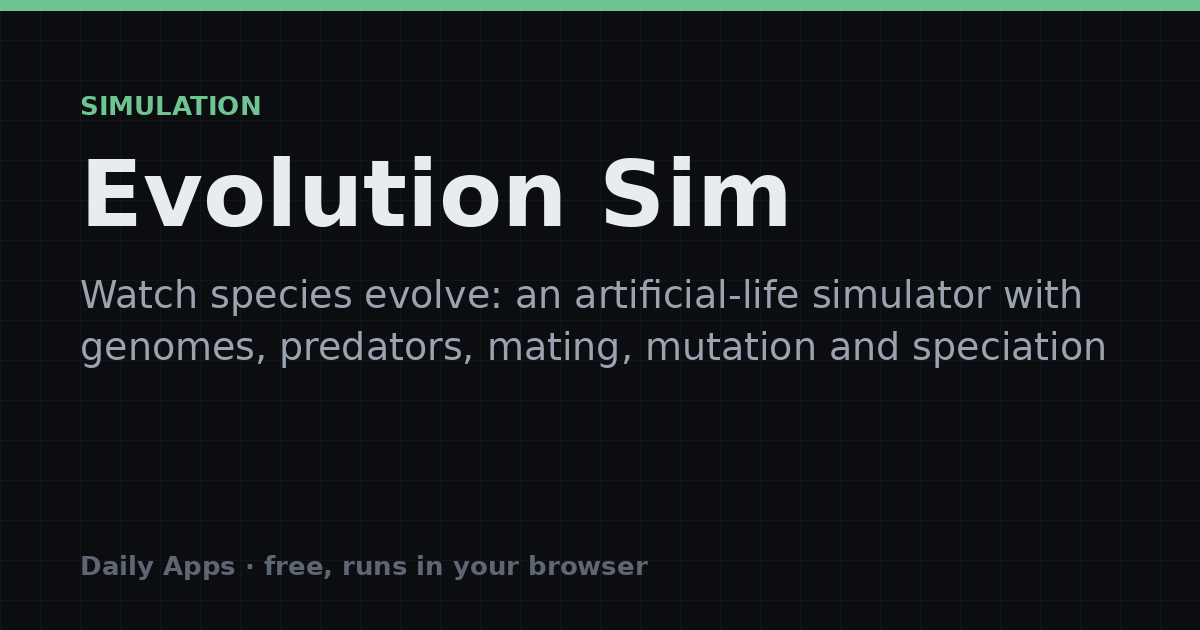 SIMULATION
Evolution Sim
Watch species evolve: an artificial-life simulator with
genomes, predators, mating, mutation and speciation
Daily Apps · free, runs in your browser